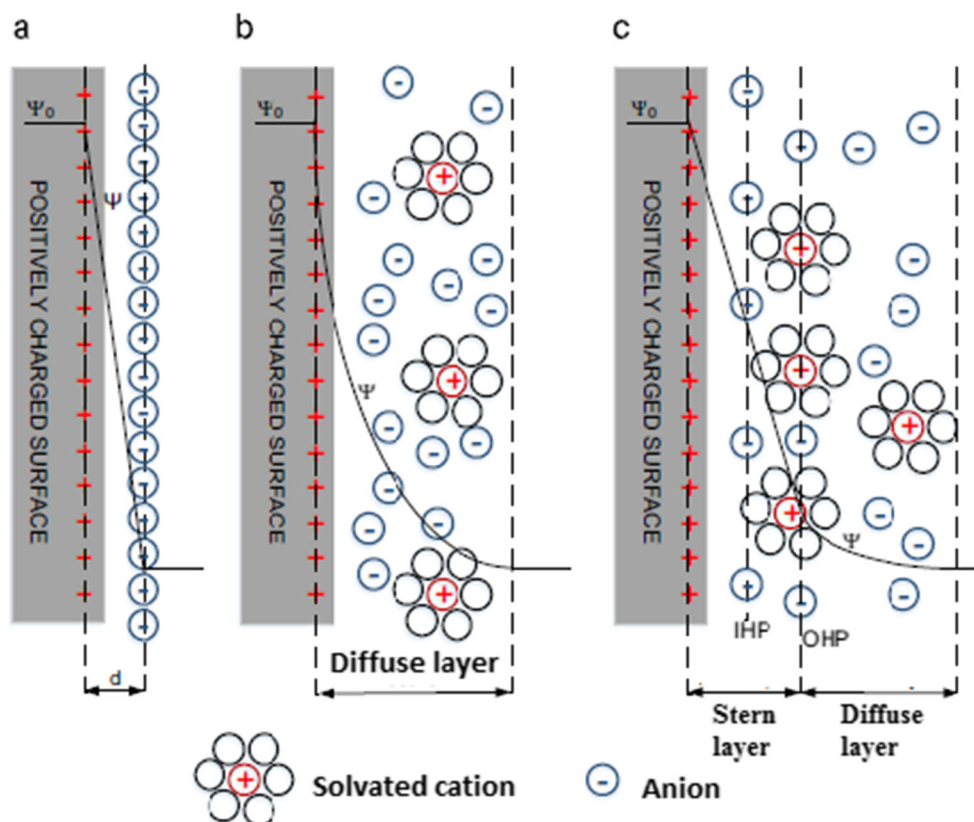 a
b
c
Ψ₀
Ψ₀
Ψ₀
POSITIVELY CHARGED SURFACE
Ψ
POSITIVELY CHARGED SURFACE
Ψ
POSITIVELY CHARGED SURFACE
Ψ
IHP
OHP
d
Diffuse layer
Stern
layer
Diffuse
layer
Solvated cation
Anion